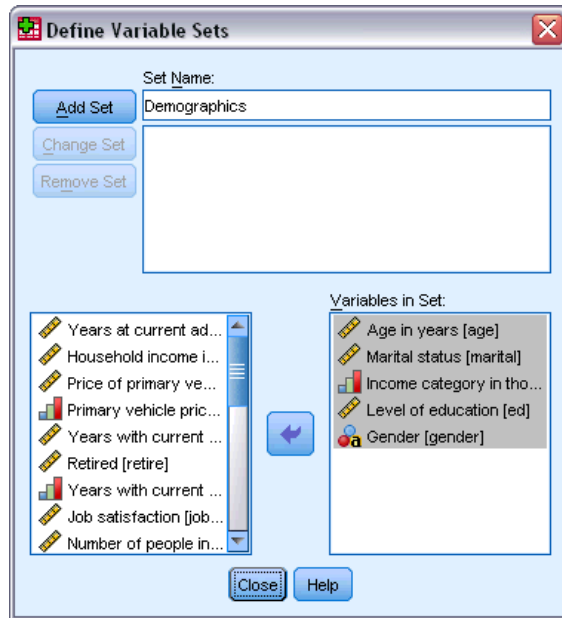 Define Variable Sets
Set Name:
Add Set
Demographics
Change Set
Remove Set
Years at current ad...
Household income i...
Price of primary ve...
Primary vehicle pric...
Years with current ...
Retired [retire]
Years with current ...
Job satisfaction [job...
Number of people in...
Variables in Set:
Age in years [age]
Marital status [marital]
Income category in tho...
Level of education [ed]
a Gender [gender]
Close Help